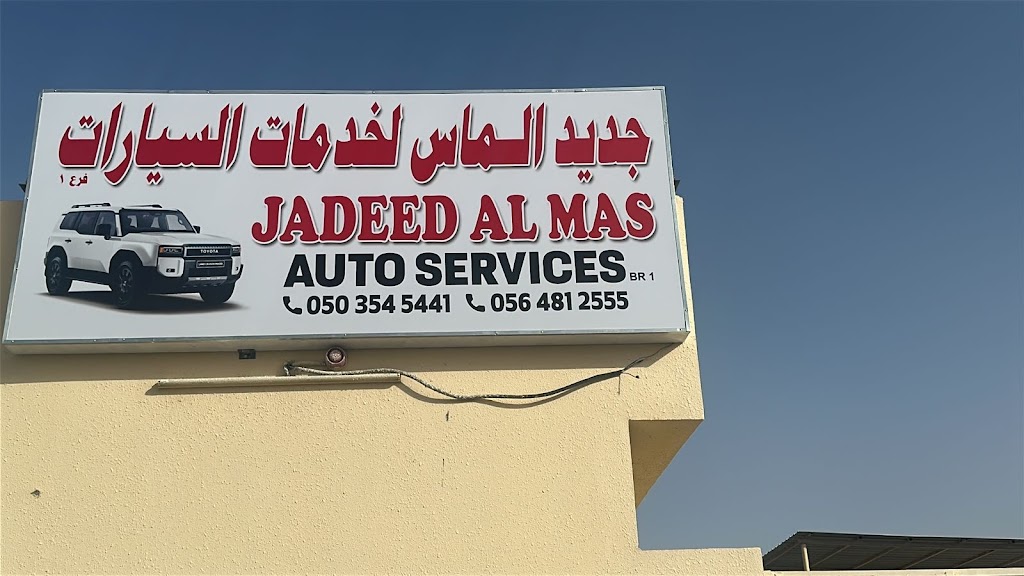 جديد الماس لخدمات السيارات
فرع ١
JADEED AL MAS
AUTO SERVICES BR 1
050 354 5441 056 481 2555
TOYOTA